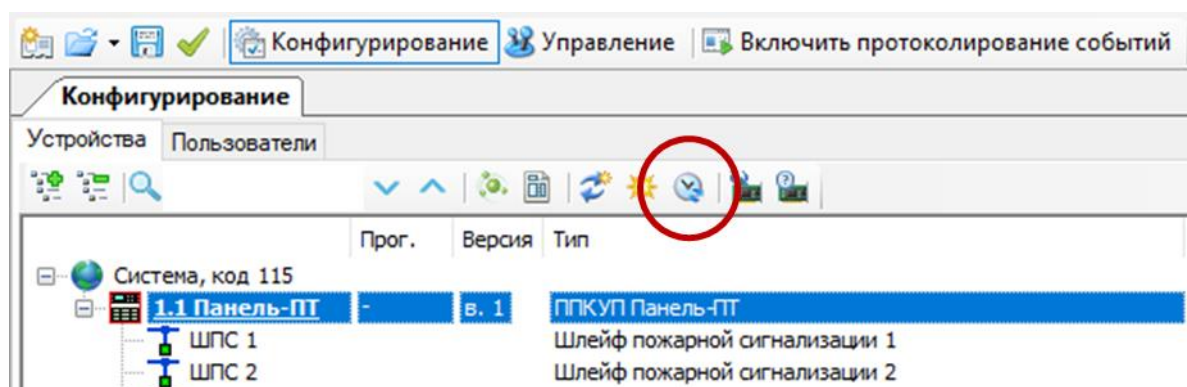 Конфигурирование Управление Включить протоколирование событий
Конфигурирование
Устройства Пользователи
Прог. Версия Тип
Система, код 115
1.1 Панель-ПТ - в. 1 ППКУП Панель-ПТ
ШПС 1 Шлейф пожарной сигнализации 1
ШПС 2 Шлейф пожарной сигнализации 2